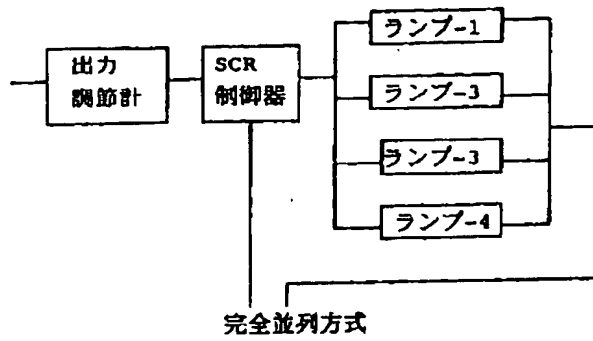 出力
調節計
SCR
制御器
ランプ-1
ランプ-3
ランプ-3
ランプ-4
完全並列方式